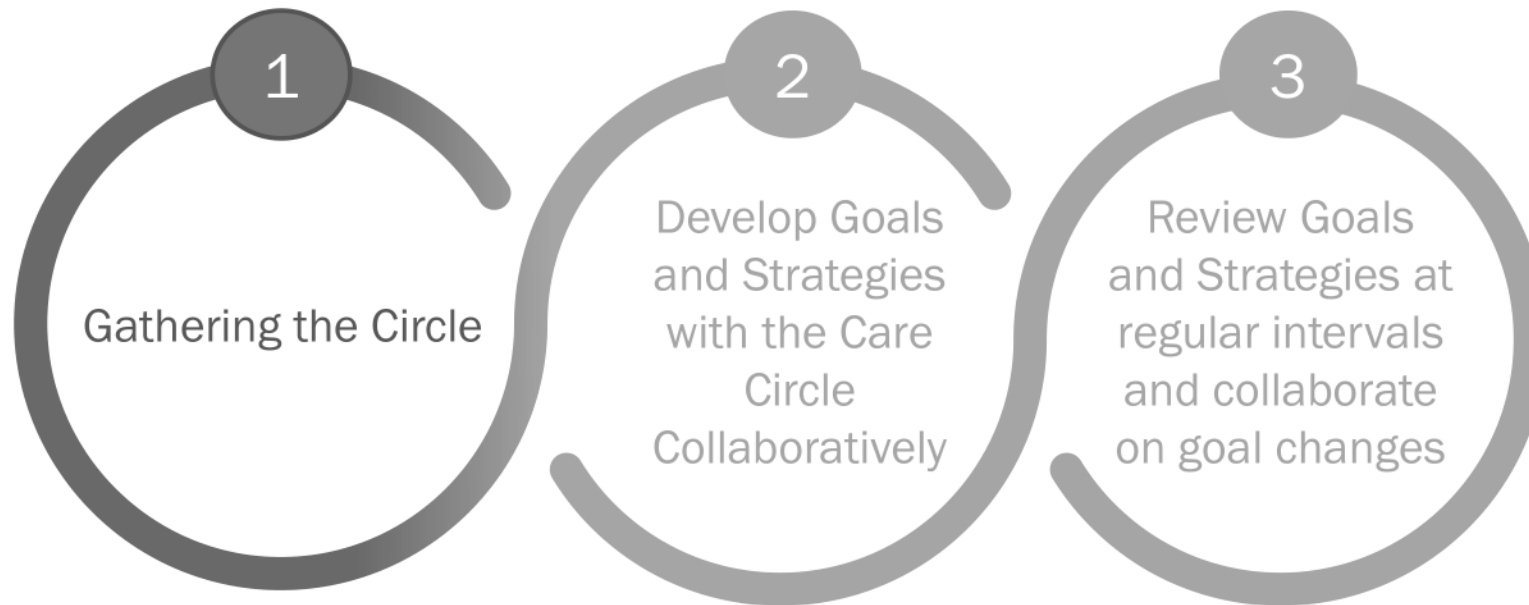 1
Gathering the Circle
2
Develop Goals
and Strategies
with the Care
Circle
Collaboratively
3
Review Goals
and Strategies at
regular intervals
and collaborate
on goal changes